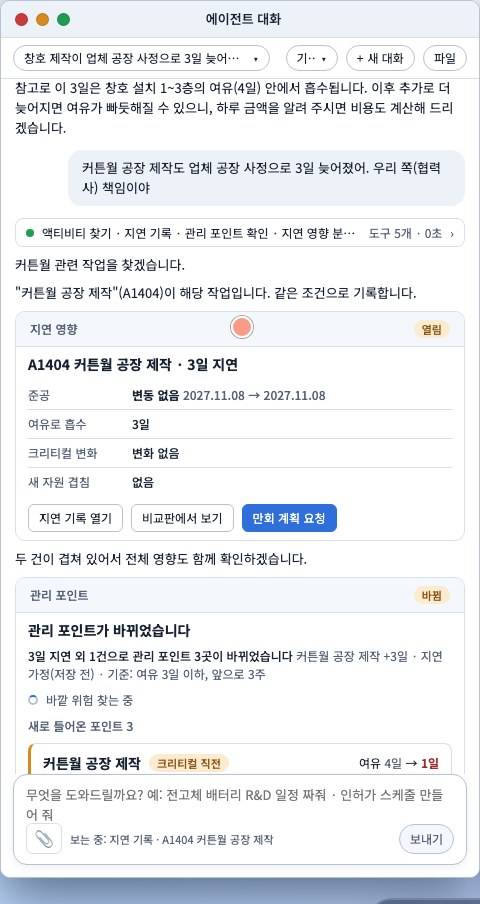 에이전트 대화
창호 제작이 업체 공장 사정으로 3일 늦어…
기…
+ 새 대화
파일
참고로 이 3일은 창호 설치 1~3층의 여유(4일) 안에서 흡수됩니다. 이후 추가로 더
늦어지면 여유가 빠듯해질 수 있으니, 하루 금액을 알려 주시면 비용도 계산해 드리
겠습니다.
커튼월 공장 제작도 업체 공장 사정으로 3일 늦어졌어. 우리 쪽(협력
사) 책임이야
액티비티 찾기 · 지연 기록 · 관리 포인트 확인 · 지연 영향 분… 도구 5개 · 0초 ›
커튼월 관련 작업을 찾겠습니다.
"커튼월 공장 제작"(A1404)이 해당 작업입니다. 같은 조건으로 기록합니다.
지연 영향 열림
A1404 커튼월 공장 제작 · 3일 지연
준공 변동 없음 2027.11.08 → 2027.11.08
여유로 흡수 3일
크리티컬 변화 변화 없음
새 자원 겹침 없음
지연 기록 열기 비교판에서 보기 만회 계획 요청
두 건이 겹쳐 있어서 전체 영향도 함께 확인하겠습니다.
관리 포인트 바뀜
관리 포인트가 바뀌었습니다
3일 지연 외 1건으로 관리 포인트 3곳이 바뀌었습니다 커튼월 공장 제작 +3일 · 지연
가정(저장 전) · 기준: 여유 3일 이하, 앞으로 3주
바깥 위험 찾는 중
새로 들어온 포인트 3
커튼월 공장 제작 크리티컬 직전 여유 4일 → 1일
무엇을 도와드릴까요? 예: 전고체 배터리 R&D 일정 짜줘 · 인허가 스케줄 만들
어 줘
보는 중: 지연 기록 · A1404 커튼월 공장 제작
보내기